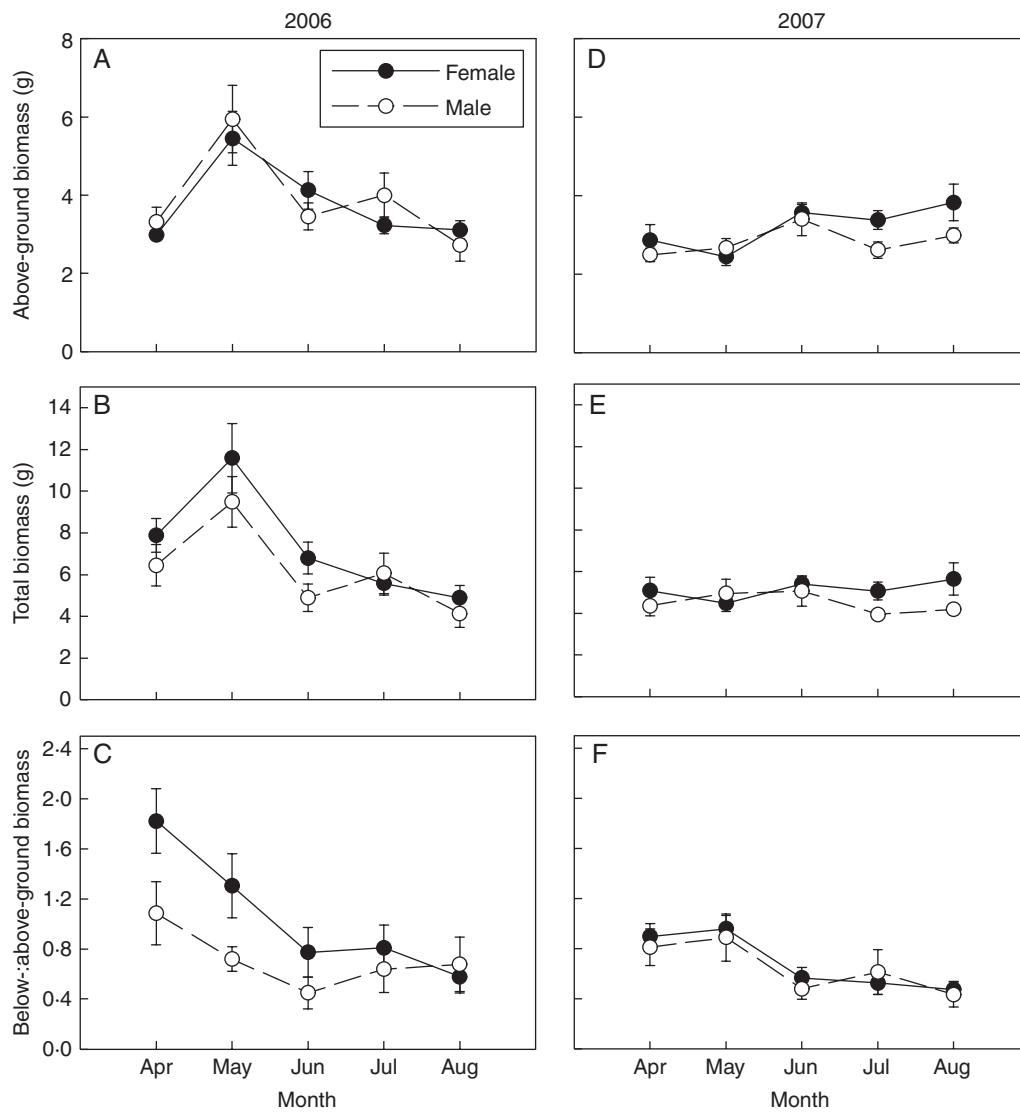 2006
2007
A
Female
Male
D
8
6
4
2
0
Above-ground biomass (g)
B
E
14
12
10
8
6
4
2
0
Total biomass (g)
C
F
2·4
2·0
1·6
1·2
0·8
0·4
0·0
Below-:above-ground biomass
Apr May Jun Jul Aug
Apr May Jun Jul Aug
Month
Month